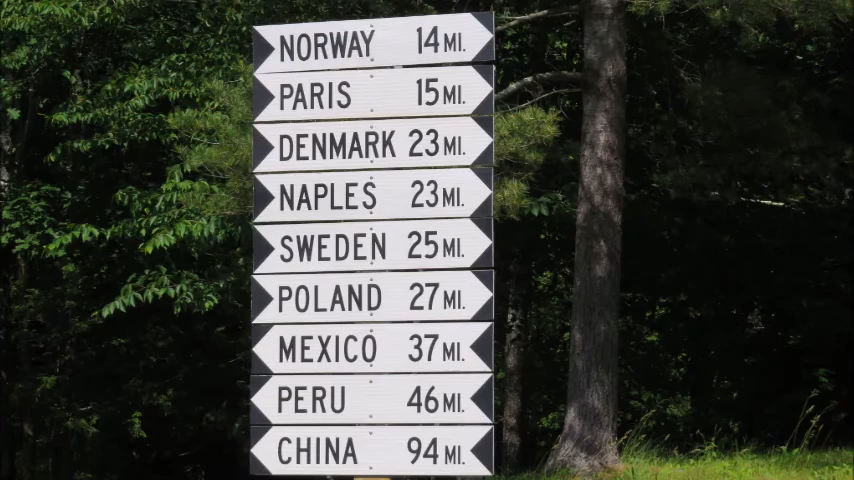 NORWAY 14 MI.
PARIS 15 MI.
DENMARK 23 MI.
NAPLES 23 MI.
SWEDEN 25 MI.
POLAND 27 MI.
MEXICO 37 MI.
PERU 46 MI.
CHINA 94 MI.